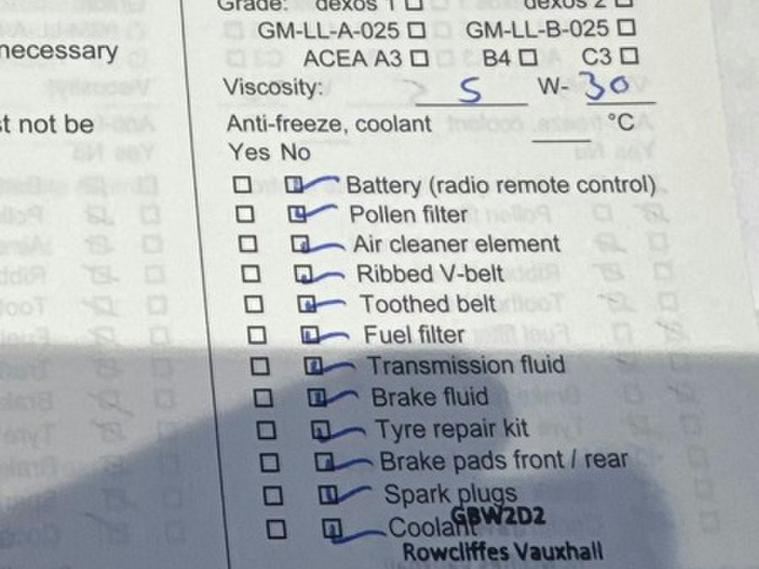 Grade: dexos 1 □ dexos 2 □
GM-LL-A-025 □ GM-LL-B-025 □
necessary
ACEA A3 □ B4 □ C3 □
Viscosity: 5 W- 30
t not be
Anti-freeze, coolant °C
Yes No
Battery (radio remote control)
Pollen filter
Air cleaner element
Ribbed V-belt
Toothed belt
Fuel filter
Transmission fluid
Brake fluid
Tyre repair kit
Brake pads front / rear
Spark plugs
GBW2D2
Coolant
Rowcliffes Vauxhall